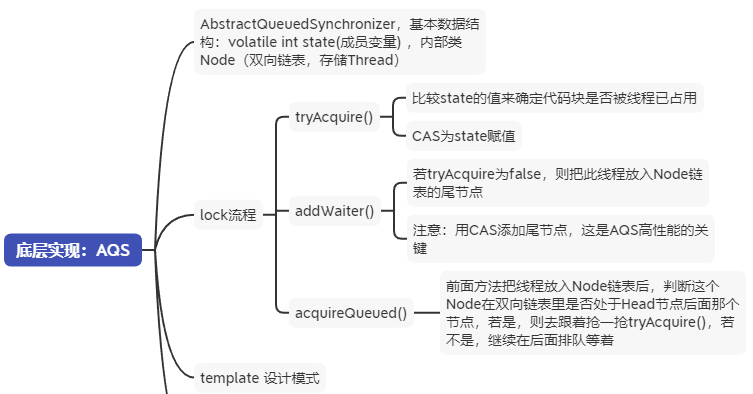 AbstractQueuedSynchronizer，基本数据结
构：volatile int state(成员变量) ，内部类
Node（双向链表，存储Thread）
底层实现：AQS
lock流程
tryAcquire()
比较state的值来确定代码块是否被线程已占用
CAS为state赋值
addWaiter()
若tryAcquire为false，则把此线程放入Node链
表的尾节点
注意：用CAS添加尾节点，这是AQS高性能的关
键
acquireQueued()
前面方法把线程放入Node链表后，判断这个
Node在双向链表里是否处于Head节点后面那个
节点，若是，则去跟着抢一抢tryAcquire()，若
不是，继续在后面排队等着
template 设计模式